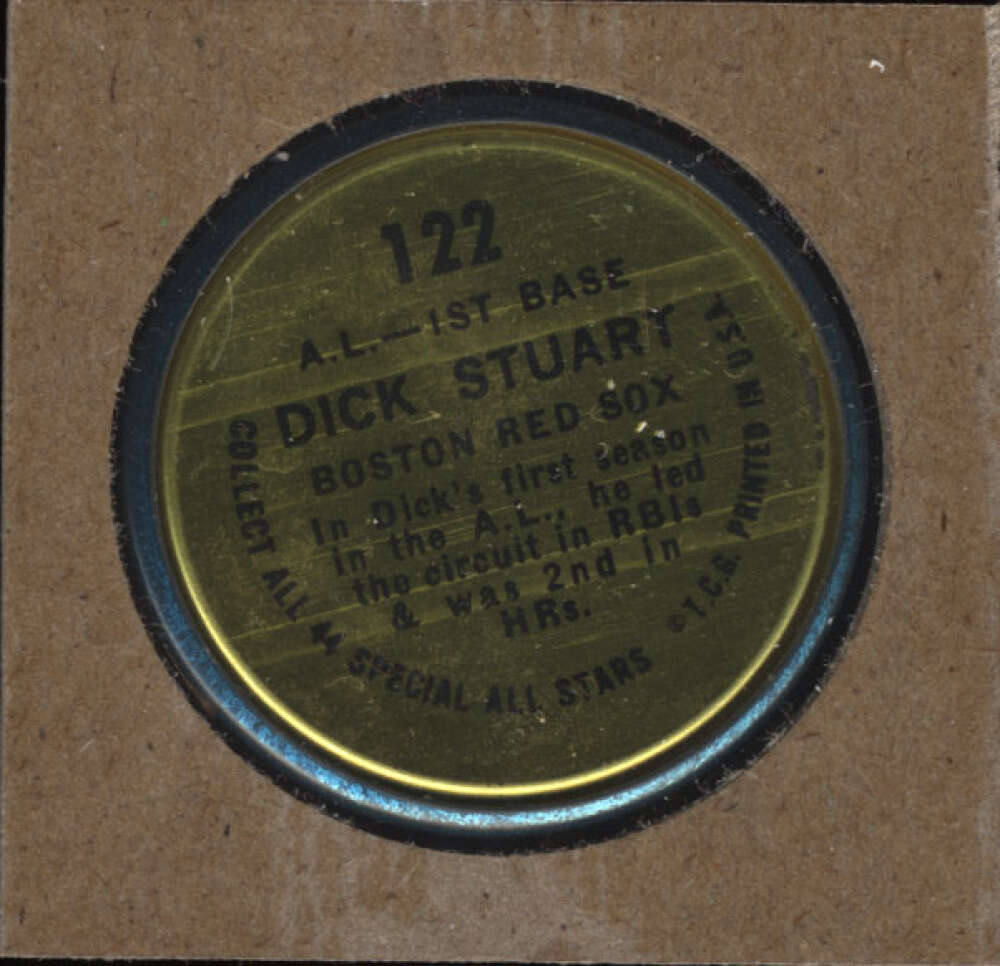 122
A.L.—1ST BASE
DICK STUART
BOSTON RED SOX
In Dick's first season
in the A.L., he led
the circuit in RBIs
& was 2nd in
HRs.
COLLECT ALL 44 SPECIAL ALL STARS ©T.C.G. PRINTED IN USA